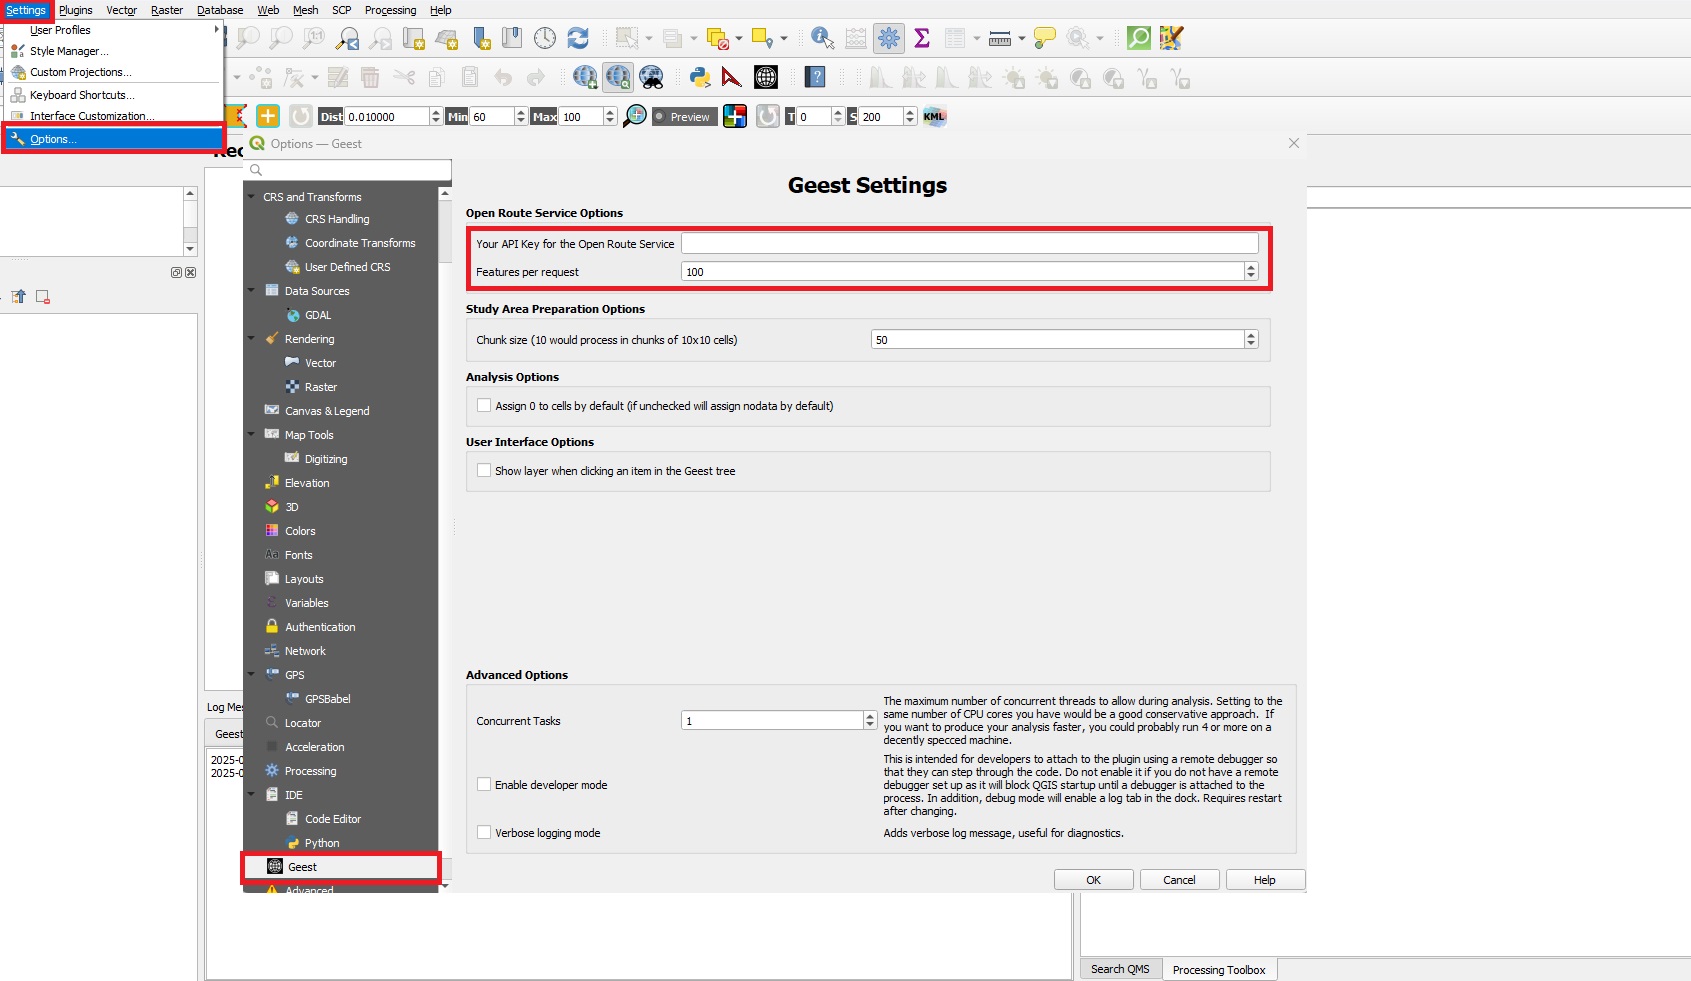 Settings Plugins Vector Raster Database Web Mesh SCP Processing Help
User Profiles
Style Manager...
Custom Projections...
Keyboard Shortcuts...
Interface Customization...
Options...
Dist 0.010000 Min 60 Max 100 Preview T 0 S 200 KML
Options — Geest
CRS and Transforms
CRS Handling
Coordinate Transforms
User Defined CRS
Data Sources
GDAL
Rendering
Vector
Raster
Canvas & Legend
Map Tools
Digitizing
Elevation
3D
Colors
Fonts
Layouts
Variables
Authentication
Network
GPS
GPSBabel
Locator
Acceleration
Processing
IDE
Code Editor
Python
Geest
Advanced
Geest Settings
Open Route Service Options
Your API Key for the Open Route Service
Features per request 100
Study Area Preparation Options
Chunk size (10 would process in chunks of 10x10 cells) 50
Analysis Options
Assign 0 to cells by default (if unchecked will assign nodata by default)
User Interface Options
Show layer when clicking an item in the Geest tree
Advanced Options
Concurrent Tasks 1
The maximum number of concurrent threads to allow during analysis. Setting to the
same number of CPU cores you have would be a good conservative approach. If
you want to produce your analysis faster, you could probably run 4 or more on a
decently specced machine.
Enable developer mode
This is intended for developers to attach to the plugin using a remote debugger so
that they can step through the code. Do not enable it if you do not have a remote
debugger set up as it will block QGIS startup until a debugger is attached to the
process. In addition, debug mode will enable a log tab in the dock. Requires restart
after changing.
Verbose logging mode
Adds verbose log message, useful for diagnostics.
OK Cancel Help
Log Mes
Geest
2025-0
2025-0
Search QMS Processing Toolbox